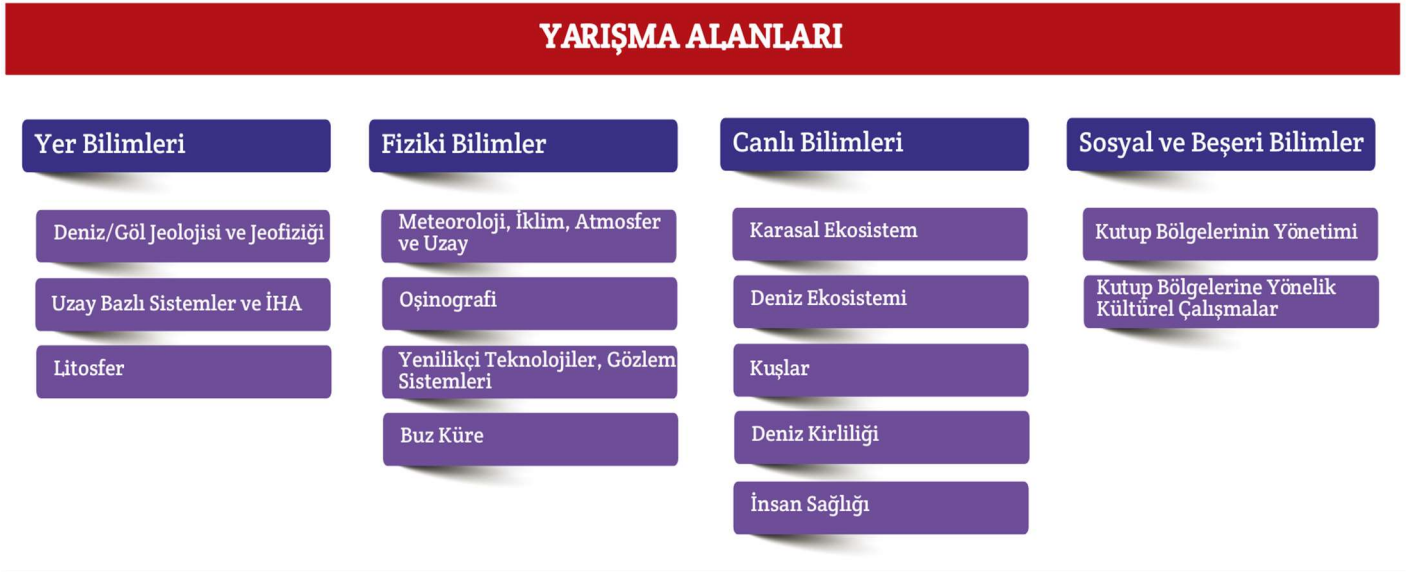 YARIŞMA ALANLARI
Yer Bilimleri
Deniz/Göl Jeolojisi ve Jeofiziği
Uzay Bazlı Sistemler ve İHA
Litosfer
Fiziki Bilimler
Meteoroloji, İklim, Atmosfer
ve Uzay
Oşinografi
Yenilikçi Teknolojiler, Gözlem
Sistemleri
Buz Küre
Canlı Bilimleri
Karasal Ekosistem
Deniz Ekosistemi
Kuşlar
Deniz Kirliliği
İnsan Sağlığı
Sosyal ve Beşeri Bilimler
Kutup Bölgelerinin Yönetimi
Kutup Bölgelerine Yönelik
Kültürel Çalışmalar